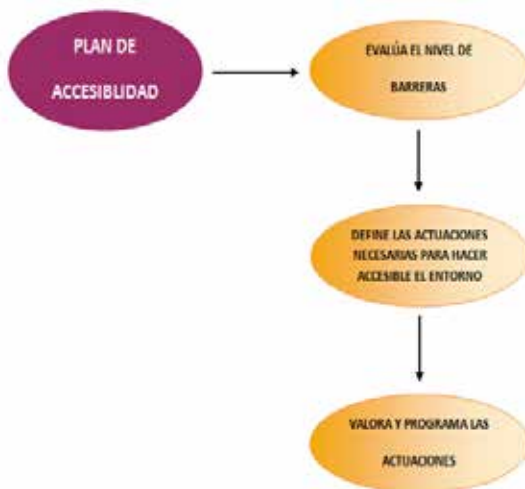 PLAN DE
ACCESIBLIDAD
EVALÚA EL NIVEL DE
BARRERAS
DEFINE LAS ACTUACIONES
NECESARIAS PARA HACER
ACCESIBLE EL ENTORNO
VALORA Y PROGRAMA LAS
ACTUACIONES